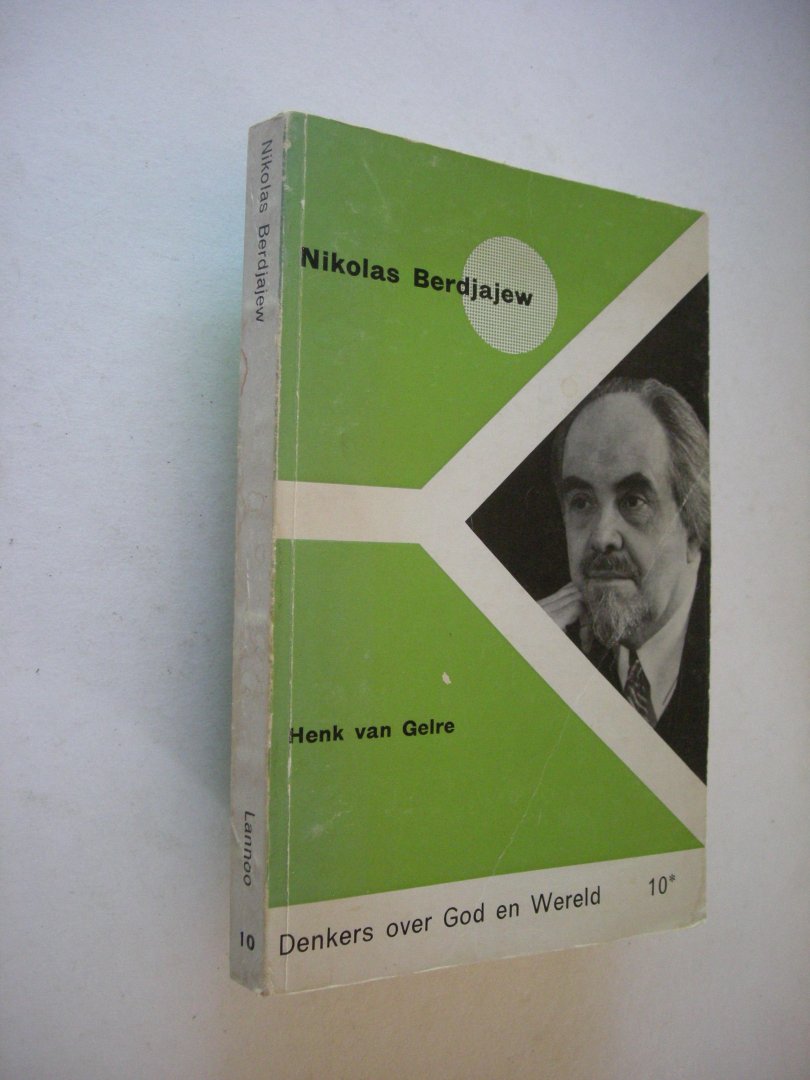 Nikolas Berdjajew
Lannoo
10
Nikolas Berdjajew
Henk van Gelre
Denkers over God en Wereld 10*